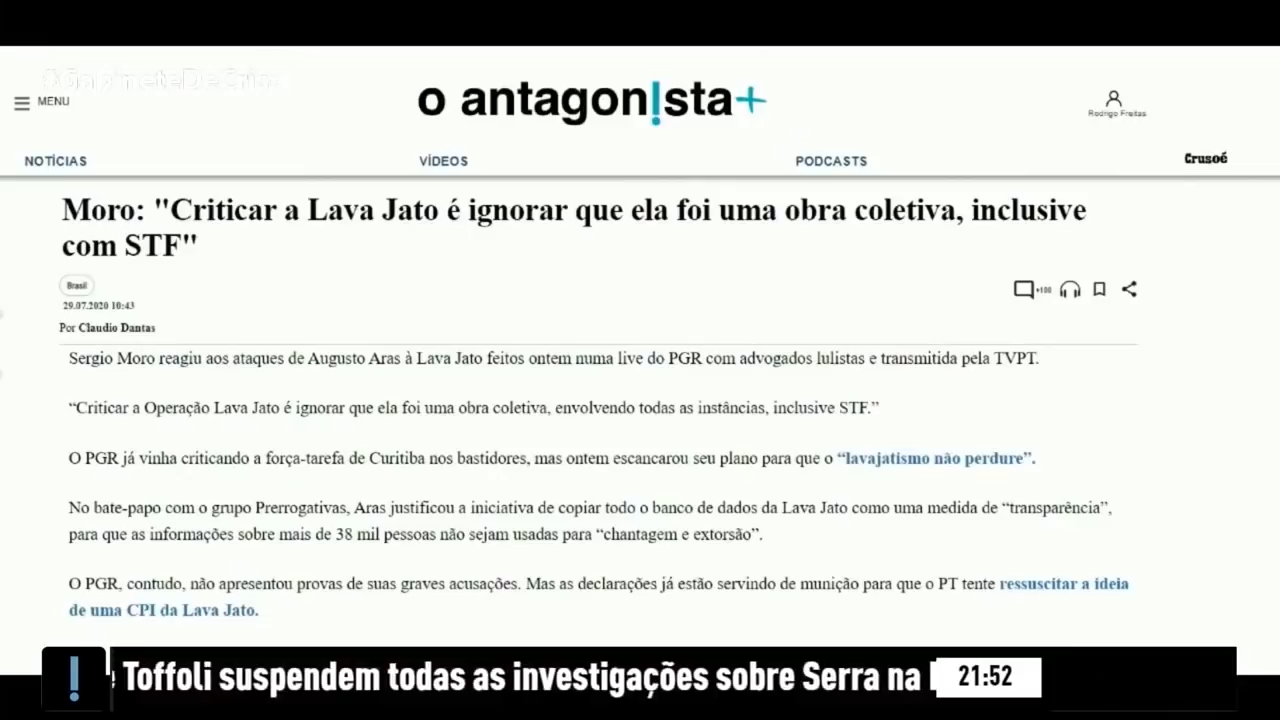 MENU
o antagon!sta+
Rodrigo Freitas
NOTÍCIAS
VÍDEOS
PODCASTS
Crusoé
Moro: "Criticar a Lava Jato é ignorar que ela foi uma obra coletiva, inclusive
com STF"
Brasil
+100
29.07.2020 10:43
Por Claudio Dantas
Sergio Moro reagiu aos ataques de Augusto Aras à Lava Jato feitos ontem numa live do PGR com advogados lulistas e transmitida pela TVPT.
“Criticar a Operação Lava Jato é ignorar que ela foi uma obra coletiva, envolvendo todas as instâncias, inclusive STF.”
O PGR já vinha criticando a força-tarefa de Curitiba nos bastidores, mas ontem escancarou seu plano para que o “lavajatismo não perdure”.
No bate-papo com o grupo Prerrogativas, Aras justificou a iniciativa de copiar todo o banco de dados da Lava Jato como uma medida de “transparência”,
para que as informações sobre mais de 38 mil pessoas não sejam usadas para “chantagem e extorsão”.
O PGR, contudo, não apresentou provas de suas graves acusações. Mas as declarações já estão servindo de munição para que o PT tente ressuscitar a ideia
de uma CPI da Lava Jato.
! Toffoli suspendem todas as investigações sobre Serra na
21:52